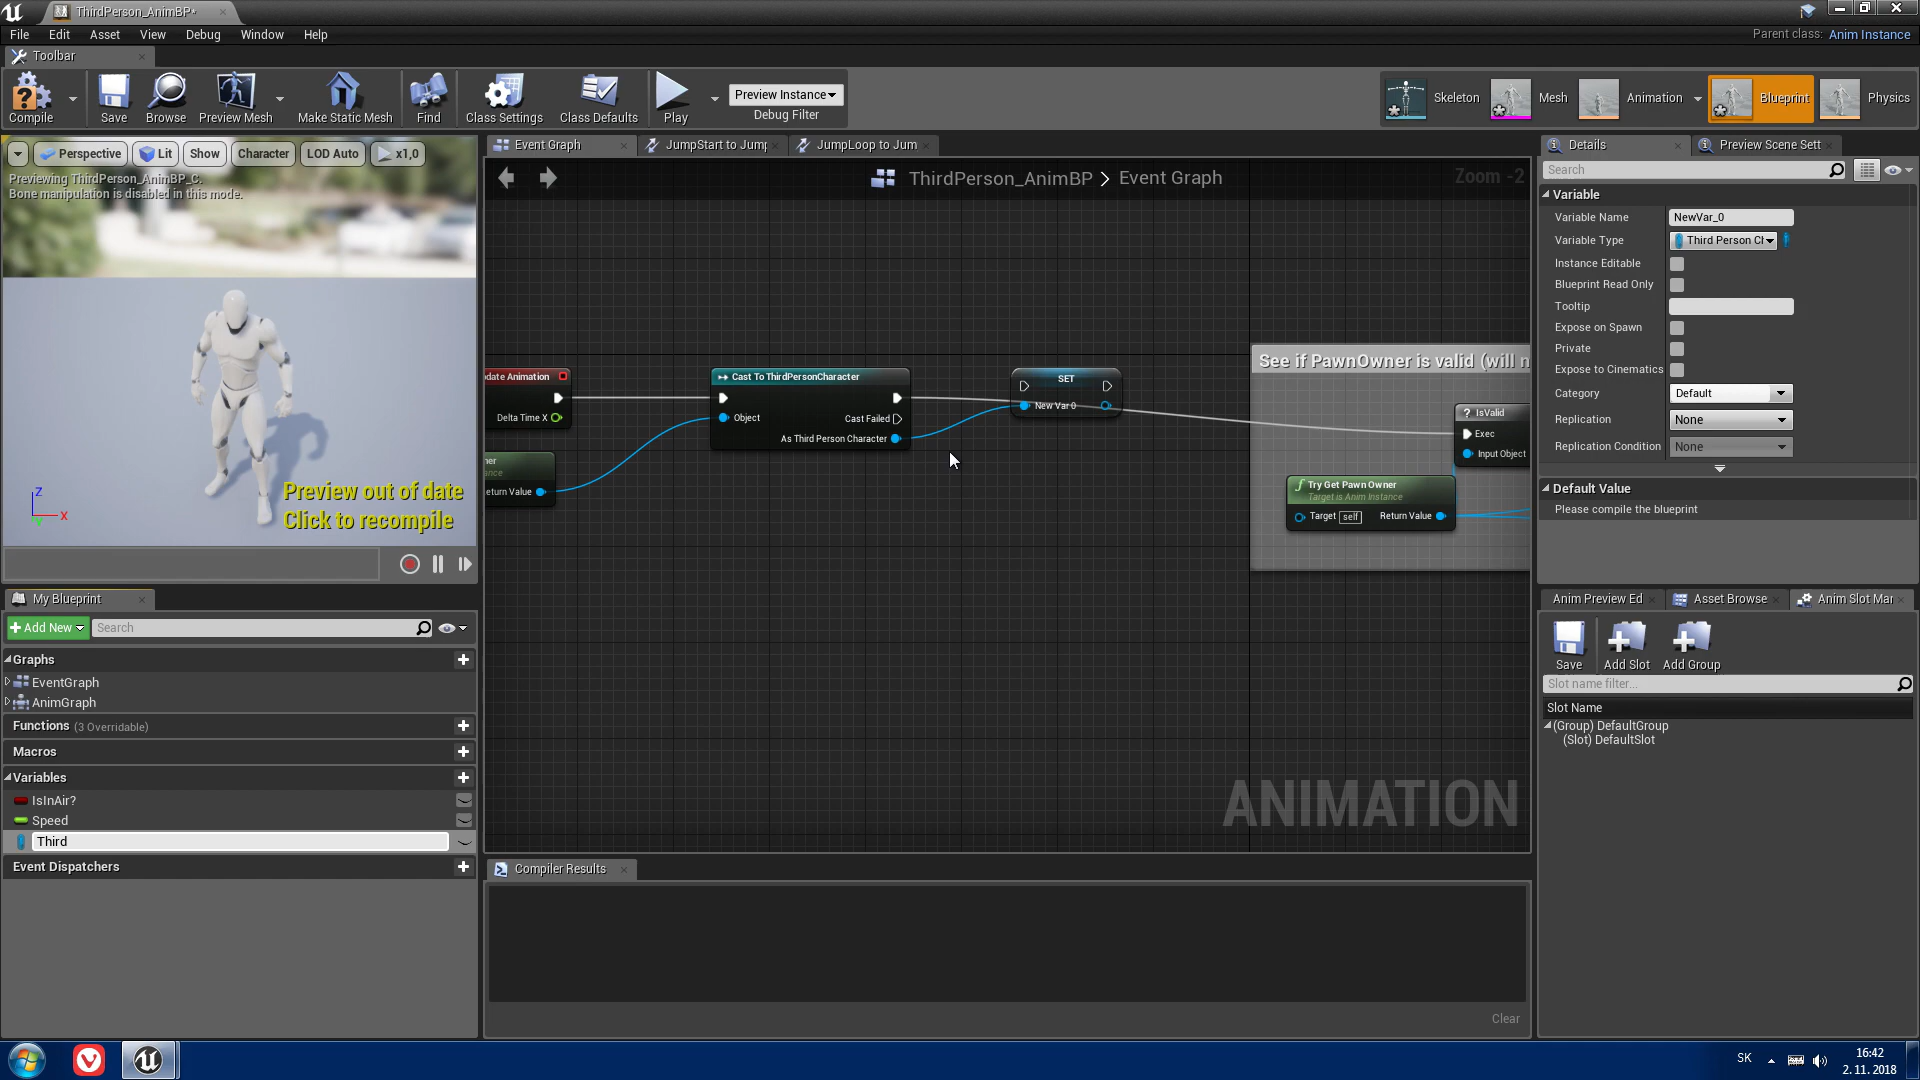 ThirdPerson_AnimBP*
File Edit Asset View Debug Window Help
Parent class: Anim Instance
Toolbar
Compile
Save
Browse
Preview Mesh
Make Static Mesh
Find
Class Settings
Class Defaults
Play
Preview Instance
Debug Filter
Skeleton
Mesh
Animation
Blueprint
Physics
Perspective
Lit
Show
Character
LOD Auto
x1,0
Previewing ThirdPerson_AnimBP_C.
Bone manipulation is disabled in this mode.
Z
X
Y
Preview out of date
Click to recompile
My Blueprint
Add New
Search
Graphs
EventGraph
AnimGraph
Functions (3 Overridable)
Macros
Variables
IsInAir?
Speed
Third
Event Dispatchers
Event Graph
JumpStart to Jump
JumpLoop to Jum
ThirdPerson_AnimBP > Event Graph
Zoom -2
date Animation
Delta Time X
ner
ance
eturn Value
Cast To ThirdPersonCharacter
Object
Cast Failed
As Third Person Character
SET
New Var 0
See if PawnOwner is valid (will n
? IsValid
Exec
Input Object
f Try Get Pawn Owner
Target is Anim Instance
Target self Return Value
ANIMATION
Compiler Results
Clear
Details
Preview Scene Sett
Search
Variable
Variable Name NewVar_0
Variable Type Third Person Cl
Instance Editable
Blueprint Read Only
Tooltip
Expose on Spawn
Private
Expose to Cinematics
Category Default
Replication None
Replication Condition None
Default Value
Please compile the blueprint
Anim Preview Ed
Asset Browse
Anim Slot Mar
Save
Add Slot
Add Group
Slot name filter...
Slot Name
(Group) DefaultGroup
(Slot) DefaultSlot
SK
16:42
2. 11. 2018